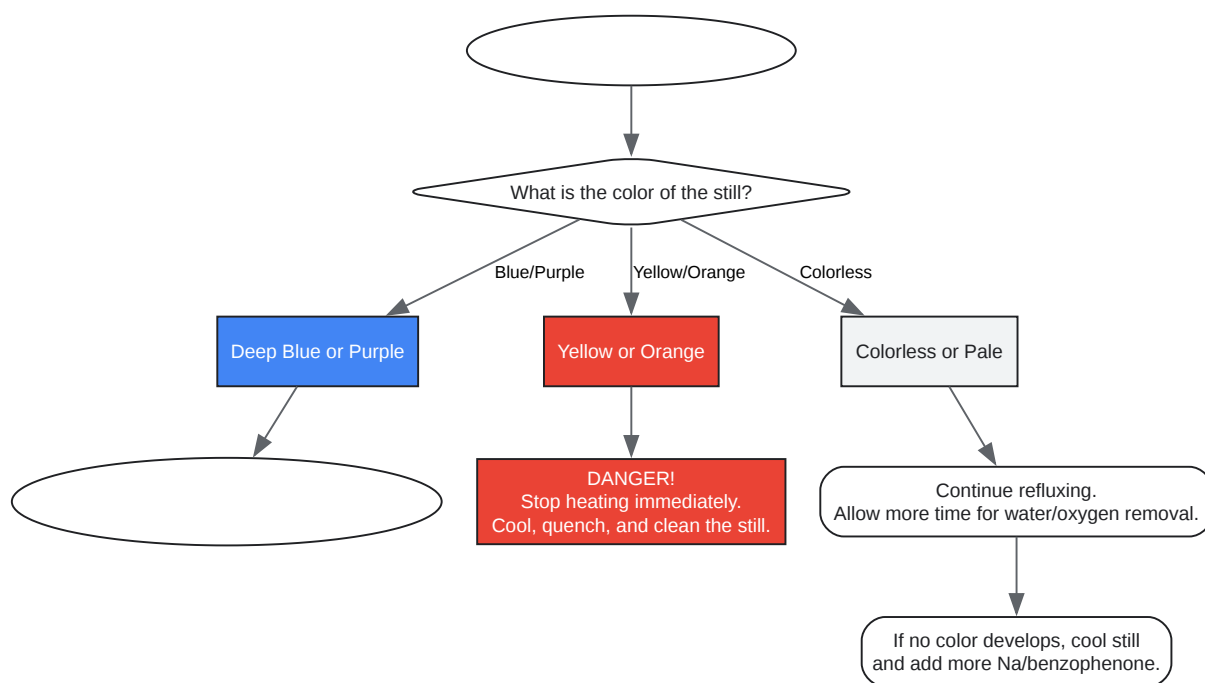 What is the color of the still?
Blue/Purple
Yellow/Orange
Colorless
Deep Blue or Purple
Yellow or Orange
Colorless or Pale
DANGER!
Stop heating immediately.
Cool, quench, and clean the still.
Continue refluxing.
Allow more time for water/oxygen removal.
If no color develops, cool still
and add more Na/benzophenone.